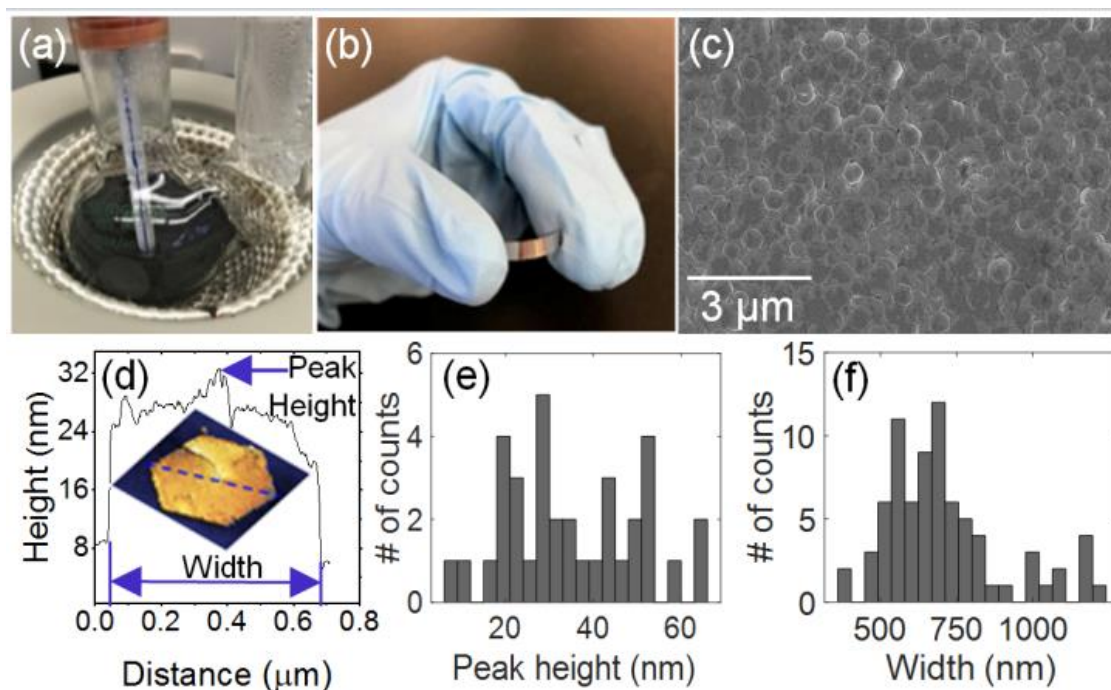 (a)
(b)
(c)
3 μm
(d)
Peak
Height
Width
Height (nm)
32
24
16
8
0.0 0.2 0.4 0.6 0.8
Distance (μm)
(e)
# of counts
6
4
2
0
20 40 60
Peak height (nm)
(f)
# of counts
15
10
5
0
500 750 1000
Width (nm)